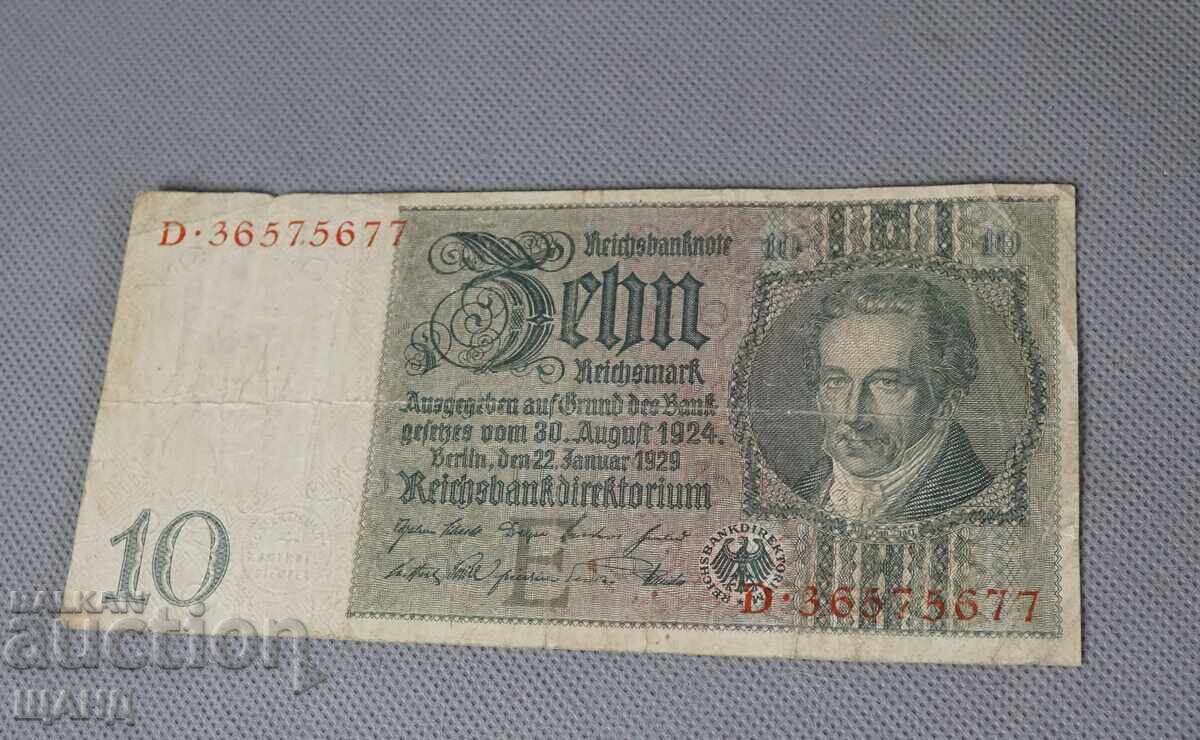 D·36575677
Reichsbanknote
10
10
Zehn
Reichsmark
Ausgegeben auf Grund des Bank-
gesetzes vom 30. August 1924.
Berlin, den 22. Januar 1929
Reichsbankdirektorium
E
REICHSBANKDIREKTORIUM
10
D·36575677
BALKAN
auction
ЩАНД